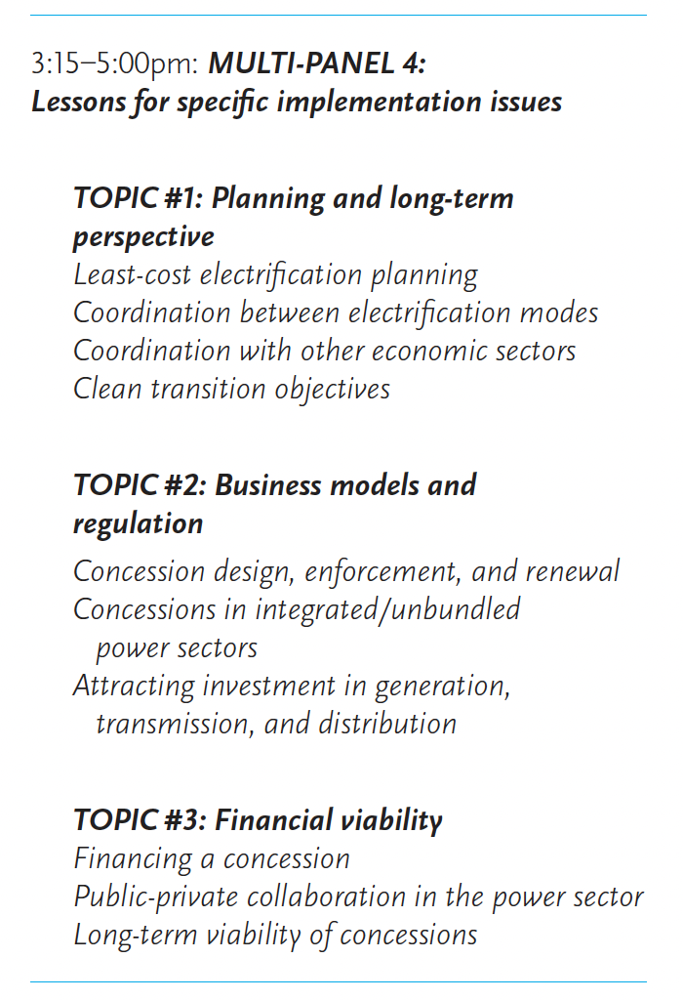 3:15–5:00pm: MULTI-PANEL 4:
Lessons for specific implementation issues
TOPIC #1: Planning and long-term
perspective
Least-cost electrification planning
Coordination between electrification modes
Coordination with other economic sectors
Clean transition objectives
TOPIC #2: Business models and
regulation
Concession design, enforcement, and renewal
Concessions in integrated/unbundled
power sectors
Attracting investment in generation,
transmission, and distribution
TOPIC #3: Financial viability
Financing a concession
Public-private collaboration in the power sector
Long-term viability of concessions